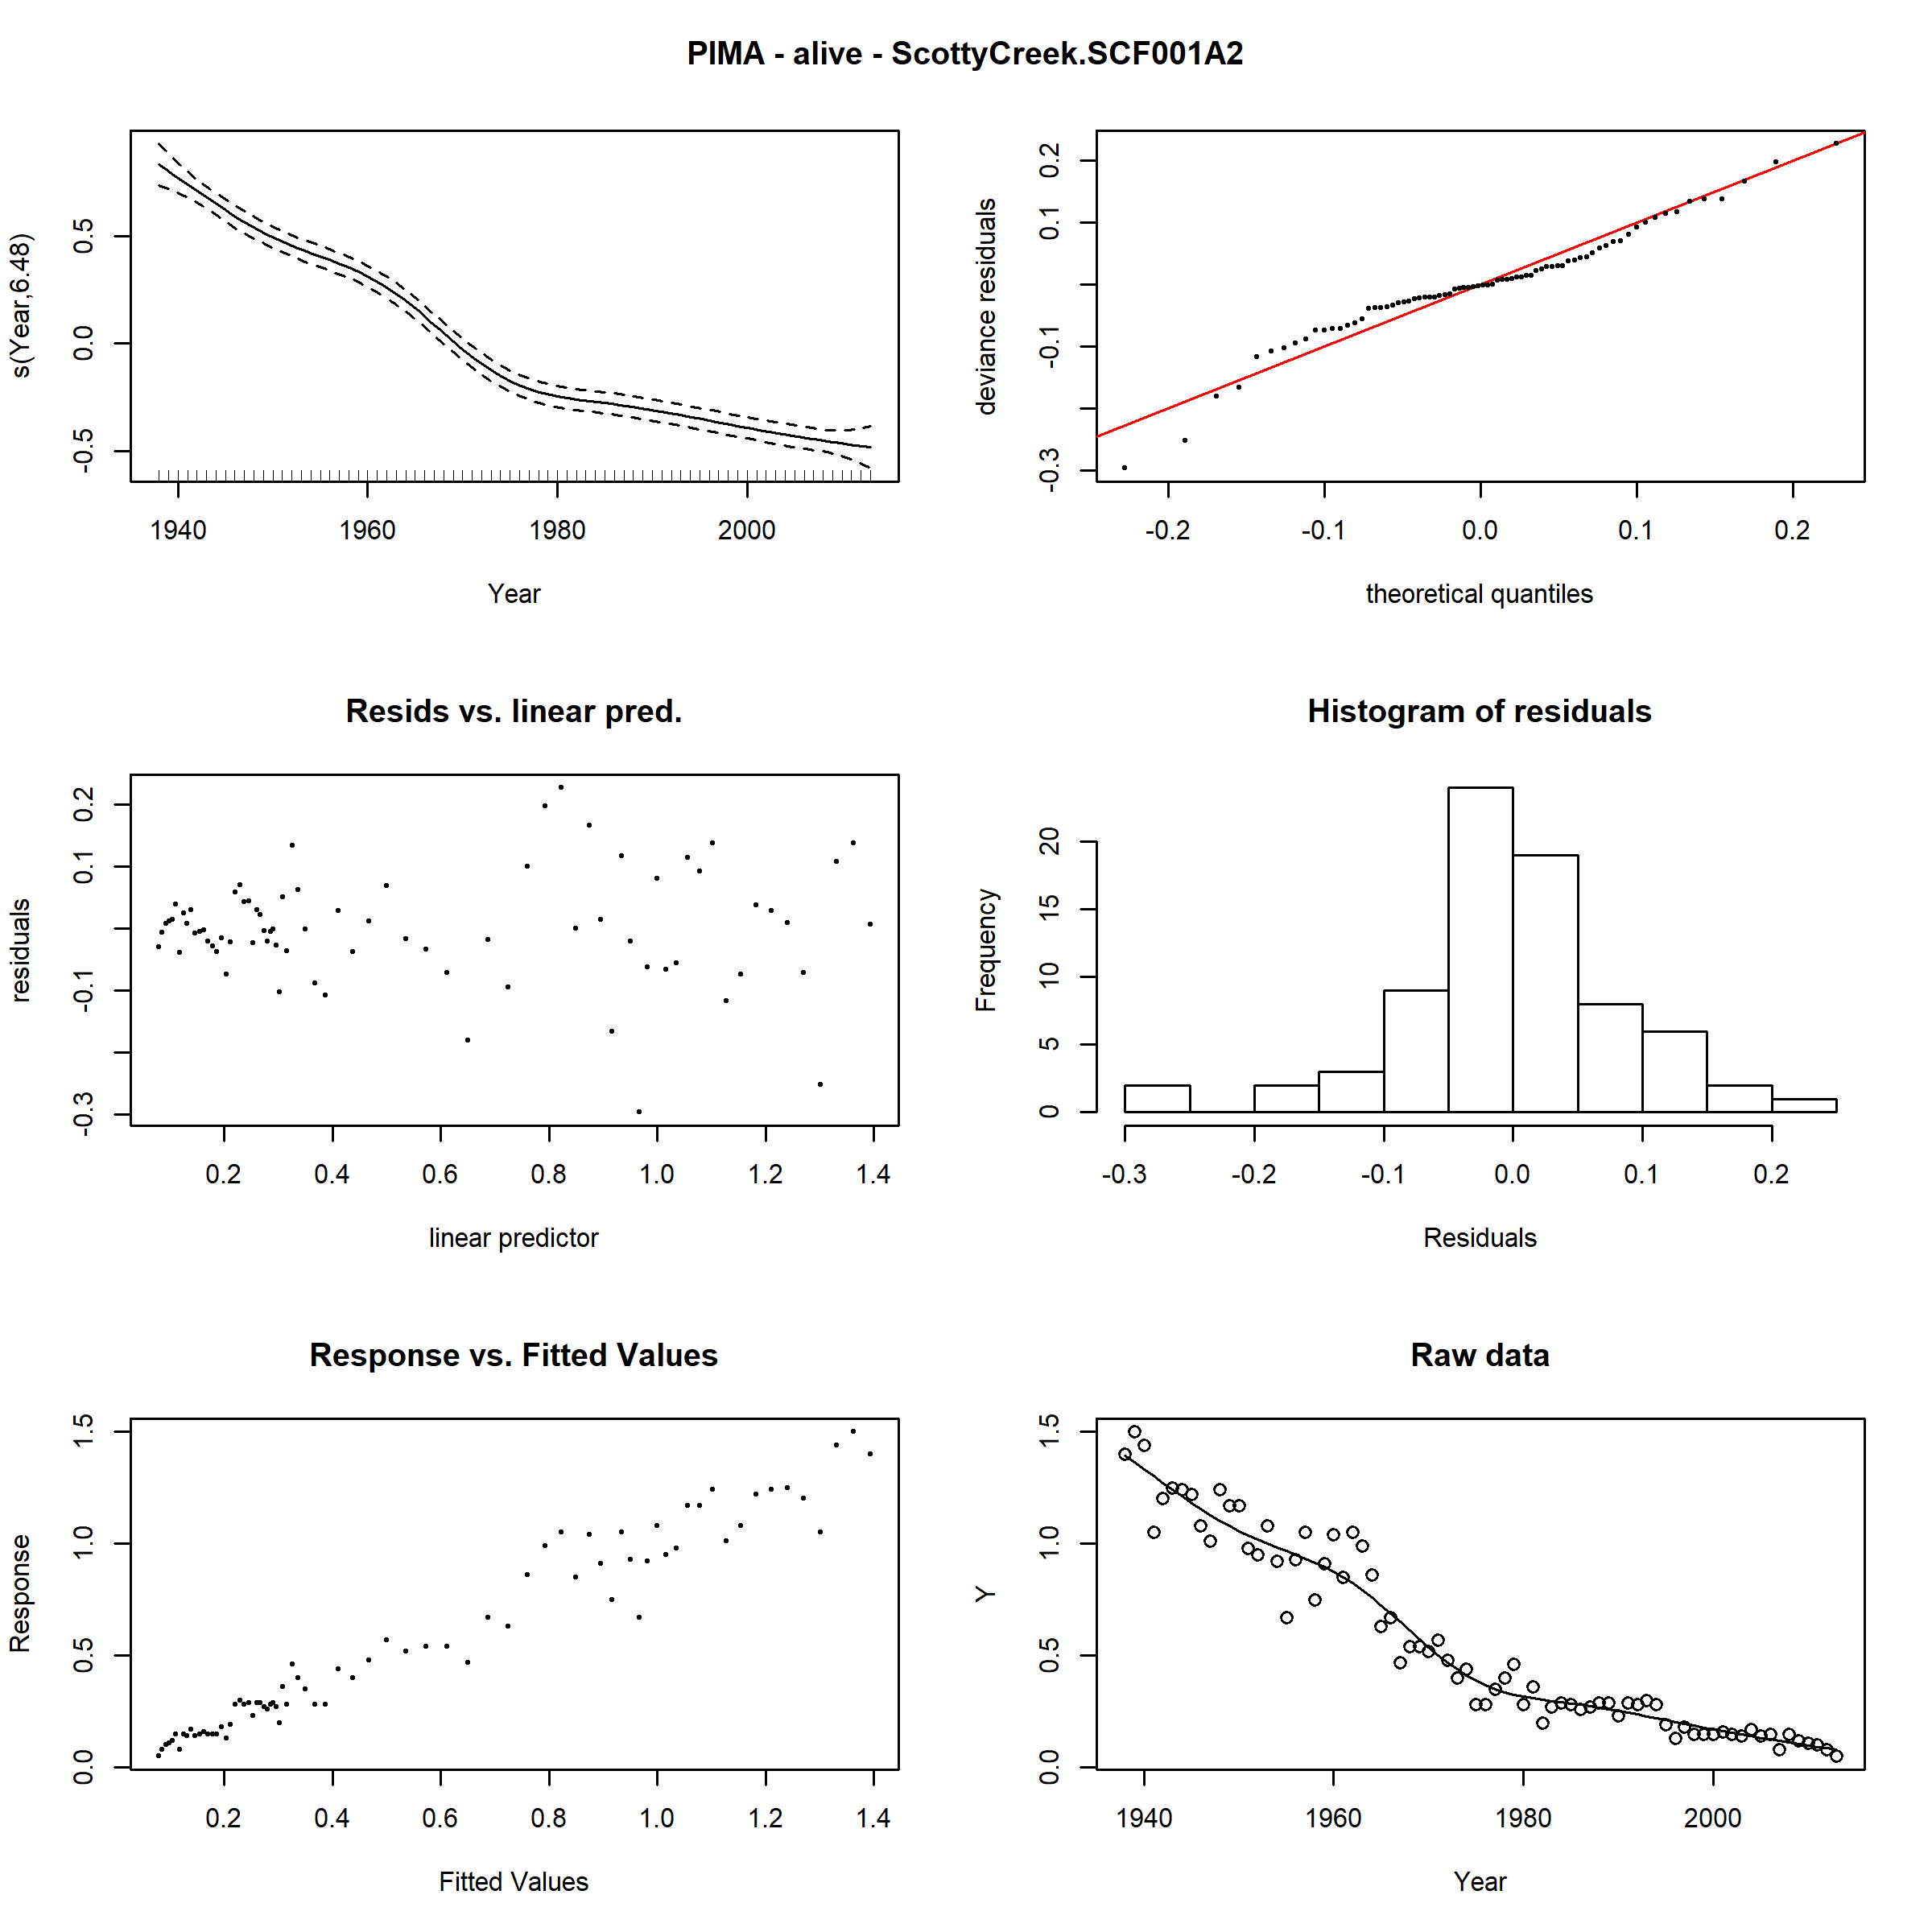 PIMA - alive - ScottyCreek.SCF001A2
s(Year,6.48)
0.5
0.0
-0.5
1940 1960 1980 2000
Year
deviance residuals
0.2
0.1
-0.1
-0.3
-0.2 -0.1 0.0 0.1 0.2
theoretical quantiles
Resids vs. linear pred.
residuals
0.2
0.1
-0.1
-0.3
0.2 0.4 0.6 0.8 1.0 1.2 1.4
linear predictor
Histogram of residuals
Frequency
20
15
10
5
0
-0.3 -0.2 -0.1 0.0 0.1 0.2
Residuals
Response vs. Fitted Values
Response
1.5
1.0
0.5
0.0
0.2 0.4 0.6 0.8 1.0 1.2 1.4
Fitted Values
Raw data
Y
1.5
1.0
0.5
0.0
1940 1960 1980 2000
Year